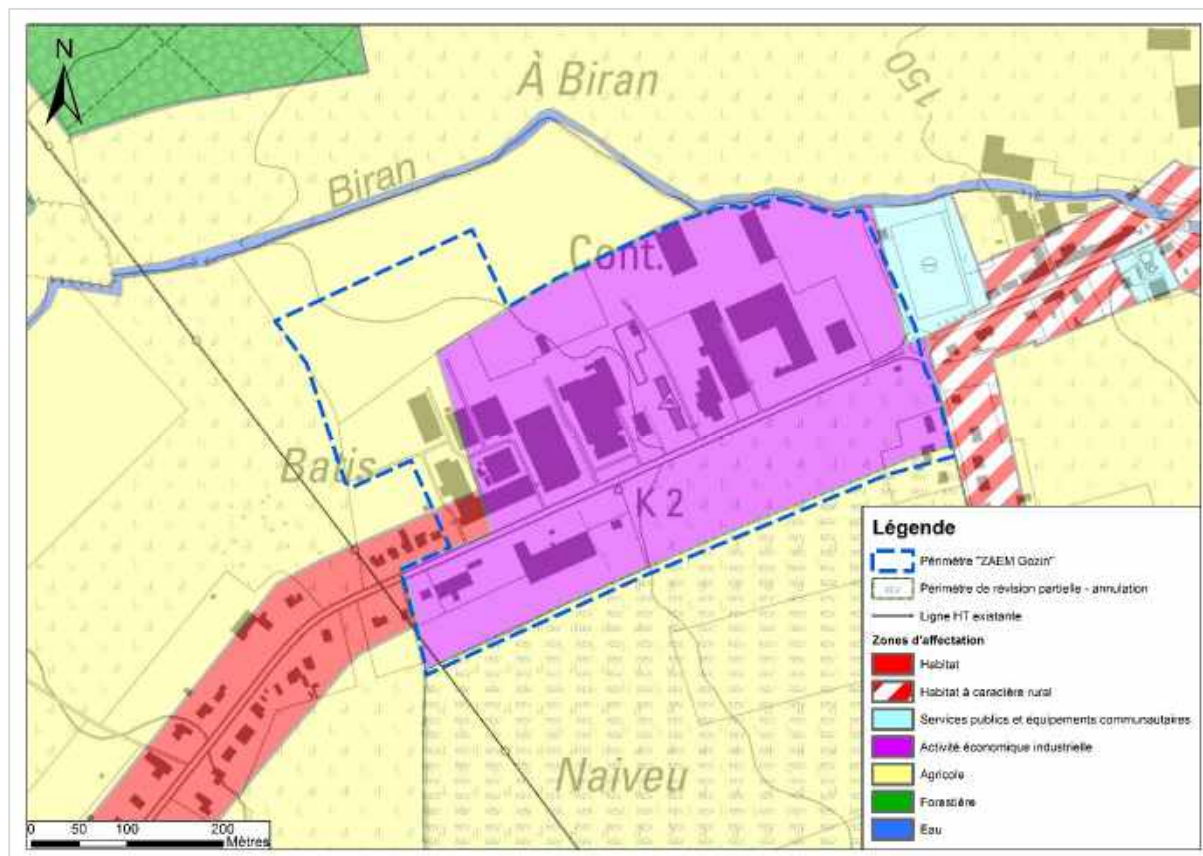 N
À Biran
150
Biran
Cont.
Batis
K 2
Naiveu
Légende
Périmètre "ZAEM Gozin"
Périmètre de révision partielle - annulation
Ligne HT existante
Zones d'affectation
Habitat
Habitat à caractère rural
Services publics et équipements communautaires
Activité économique industrielle
Agricole
Forestière
Eau
0 50 100 200
Mètres